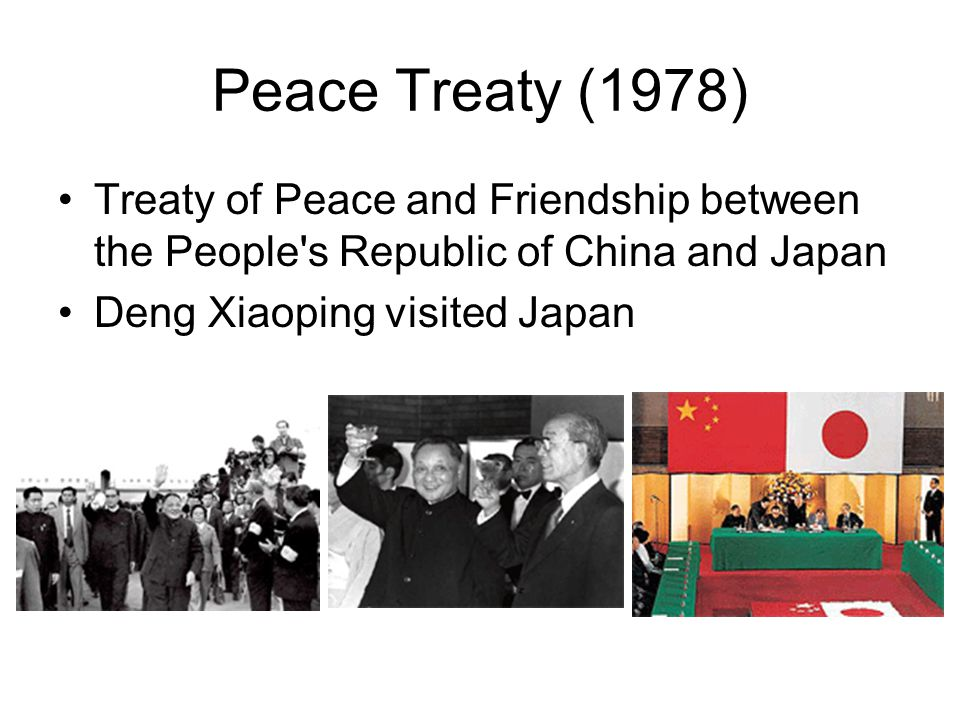 Peace Treaty (1978)
• Treaty of Peace and Friendship between
the People's Republic of China and Japan
• Deng Xiaoping visited Japan